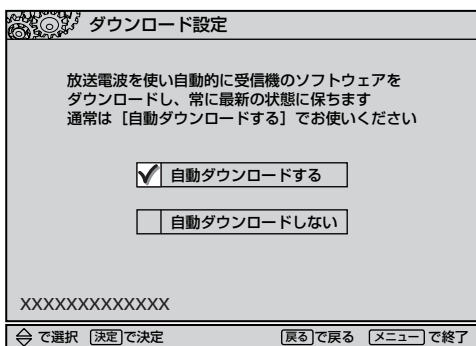 ダウンロード設定
放送電波を使い自動的に受信機のソフトウェアを
ダウンロードし、常に最新の状態に保ちます
通常は［自動ダウンロードする］でお使いください
自動ダウンロードする
自動ダウンロードしない
XXXXXXXXXXXXX
で選択 決定で決定 戻るで戻る メニューで終了